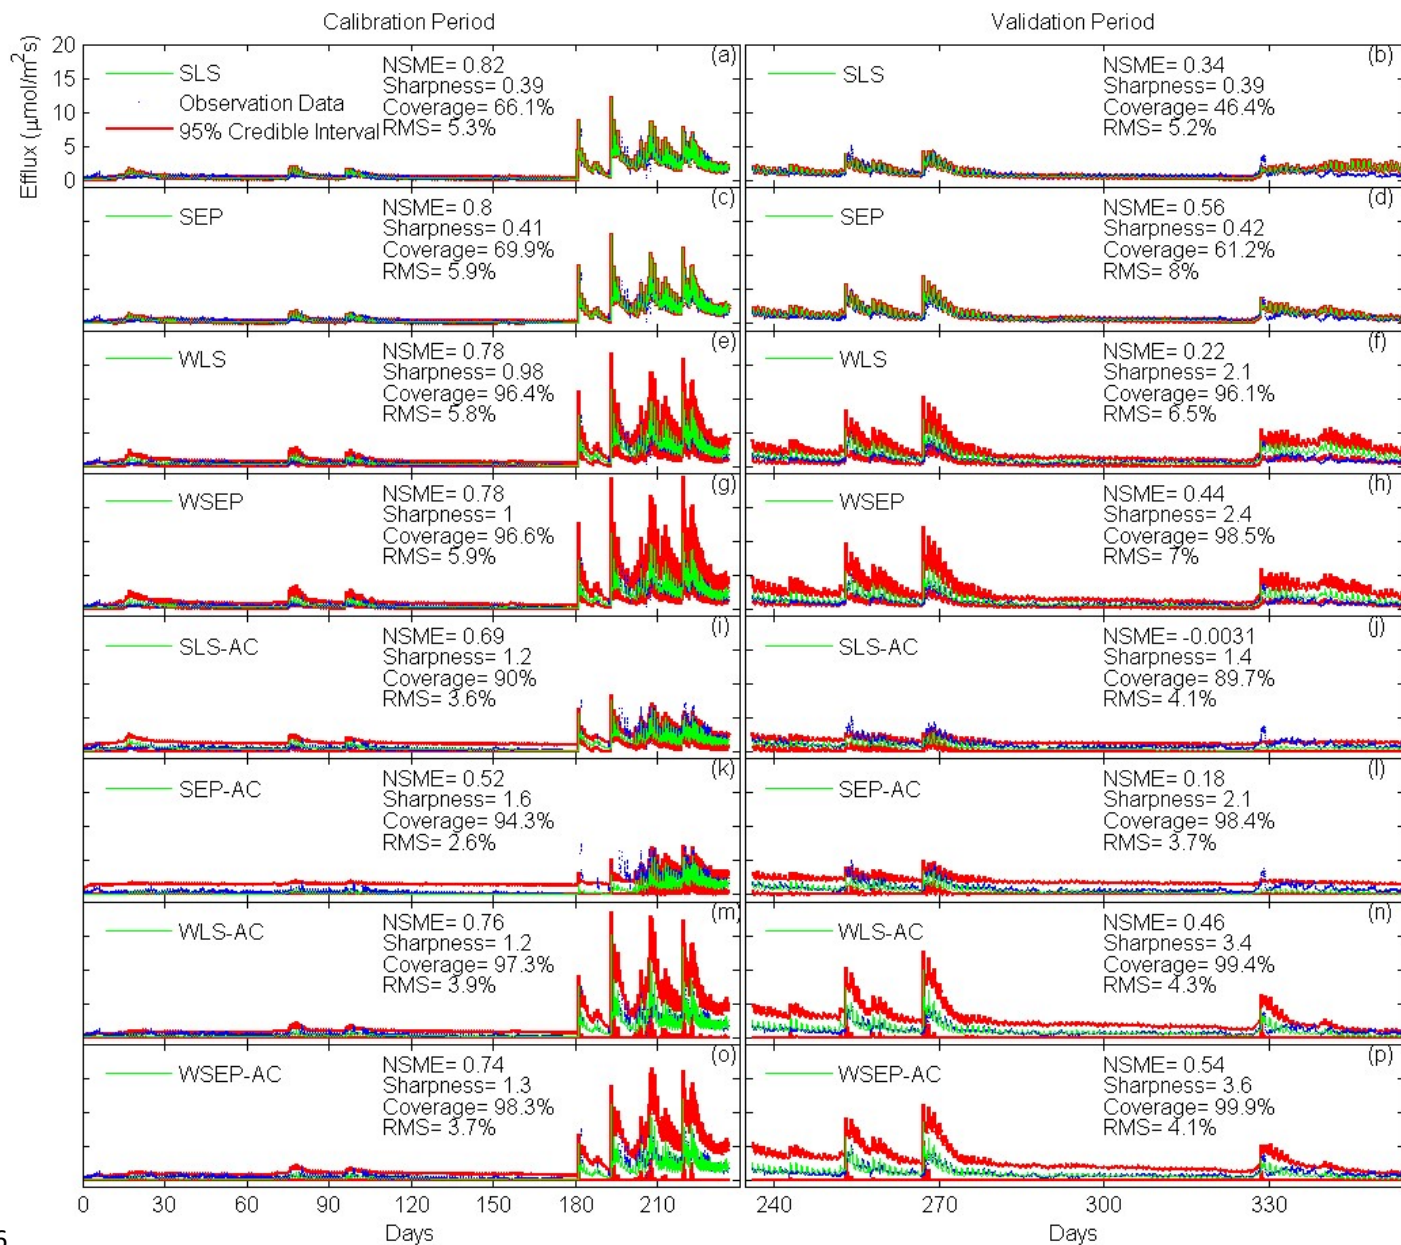 Calibration Period
Validation Period
Efflux (µmol/m²s)
20
15
10
5
0
SLS
Observation Data
95% Credible Interval
NSME= 0.82
Sharpness= 0.39
Coverage= 66.1%
RMS= 5.3%
(a)
SLS
NSME= 0.34
Sharpness= 0.39
Coverage= 46.4%
RMS= 5.2%
(b)
SEP
NSME= 0.8
Sharpness= 0.41
Coverage= 69.9%
RMS= 5.9%
(c)
SEP
NSME= 0.56
Sharpness= 0.42
Coverage= 61.2%
RMS= 8%
(d)
WLS
NSME= 0.78
Sharpness= 0.98
Coverage= 96.4%
RMS= 5.8%
(e)
WLS
NSME= 0.22
Sharpness= 2.1
Coverage= 96.1%
RMS= 6.5%
(f)
WSEP
NSME= 0.78
Sharpness= 1
Coverage= 96.6%
RMS= 5.9%
(g)
WSEP
NSME= 0.44
Sharpness= 2.4
Coverage= 98.5%
RMS= 7%
(h)
SLS-AC
NSME= 0.69
Sharpness= 1.2
Coverage= 90%
RMS= 3.6%
(i)
SLS-AC
NSME= -0.0031
Sharpness= 1.4
Coverage= 89.7%
RMS= 4.1%
(j)
SEP-AC
NSME= 0.52
Sharpness= 1.6
Coverage= 94.3%
RMS= 2.6%
(k)
SEP-AC
NSME= 0.18
Sharpness= 2.1
Coverage= 98.4%
RMS= 3.7%
(l)
WLS-AC
NSME= 0.76
Sharpness= 1.2
Coverage= 97.3%
RMS= 3.9%
(m)
WLS-AC
NSME= 0.46
Sharpness= 3.4
Coverage= 99.4%
RMS= 4.3%
(n)
WSEP-AC
NSME= 0.74
Sharpness= 1.3
Coverage= 98.3%
RMS= 3.7%
(o)
WSEP-AC
NSME= 0.54
Sharpness= 3.6
Coverage= 99.9%
RMS= 4.1%
(p)
0 30 60 90 120 150 180 210
240 270 300 330
Days
Days